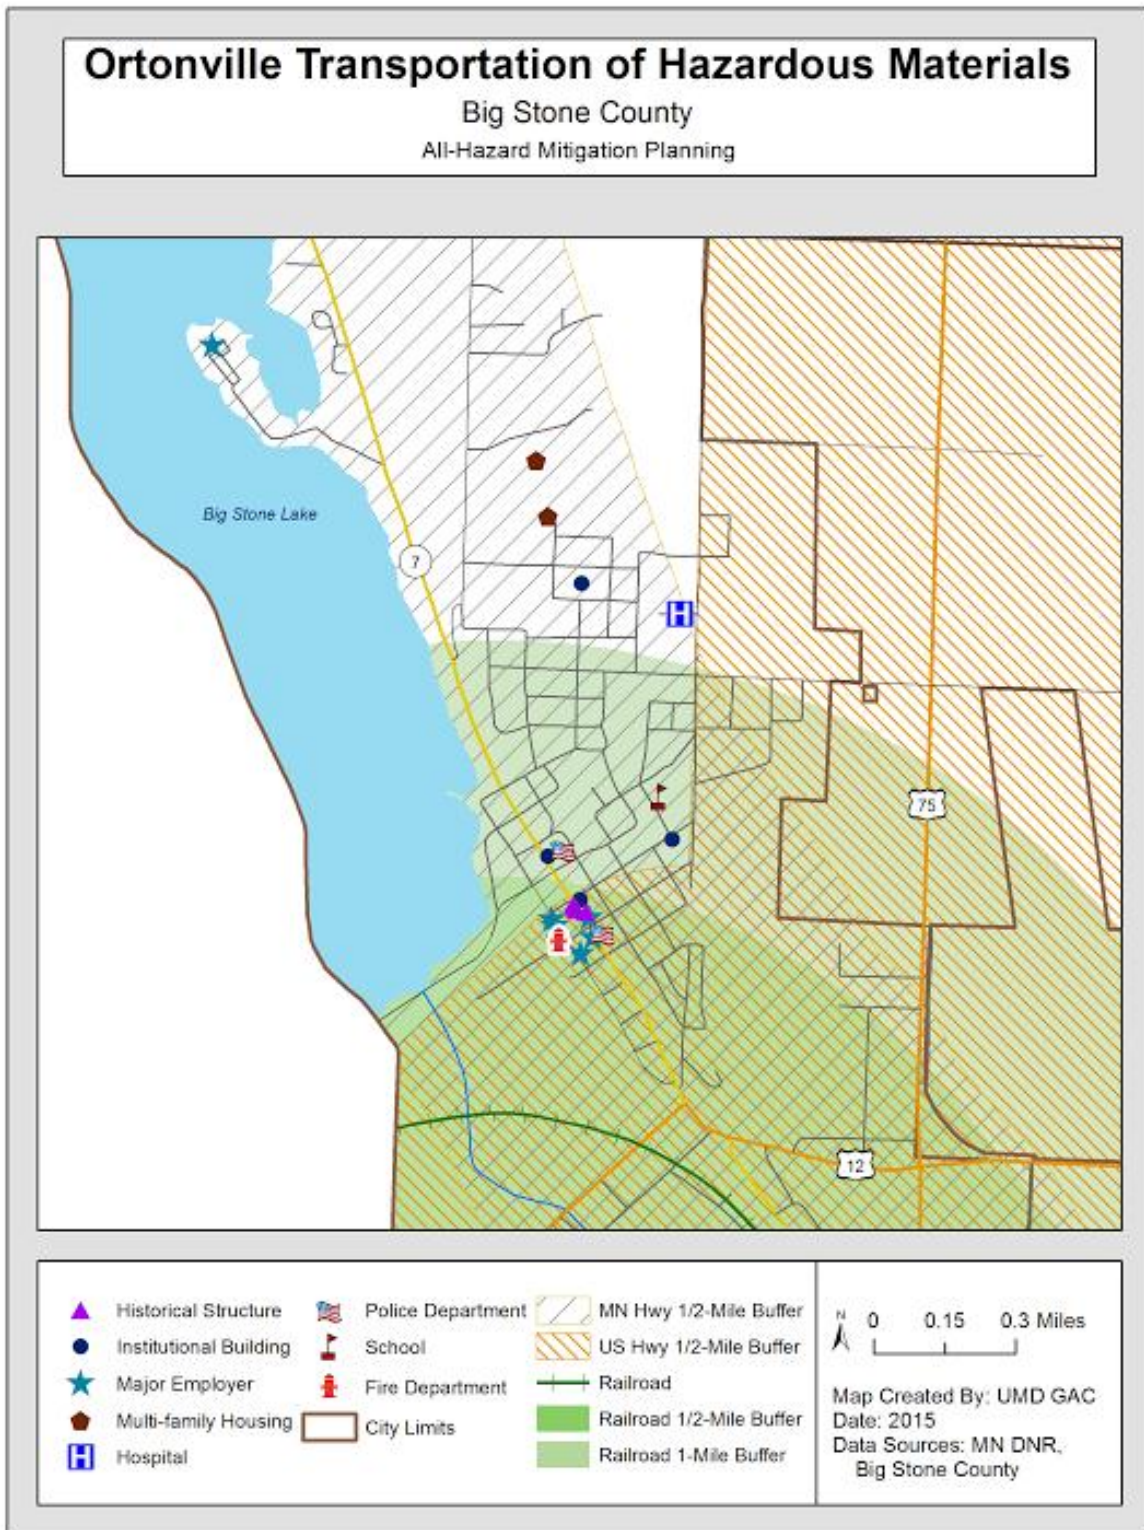 Ortonville Transportation of Hazardous Materials
Big Stone County
All-Hazard Mitigation Planning
Big Stone Lake
7
H
75
12
Historical Structure
Institutional Building
Major Employer
Multi-family Housing
H Hospital
Police Department
School
Fire Department
City Limits
MN Hwy 1/2-Mile Buffer
US Hwy 1/2-Mile Buffer
Railroad
Railroad 1/2-Mile Buffer
Railroad 1-Mile Buffer
N
0 0.15 0.3 Miles
Map Created By: UMD GAC
Date: 2015
Data Sources: MN DNR,
Big Stone County